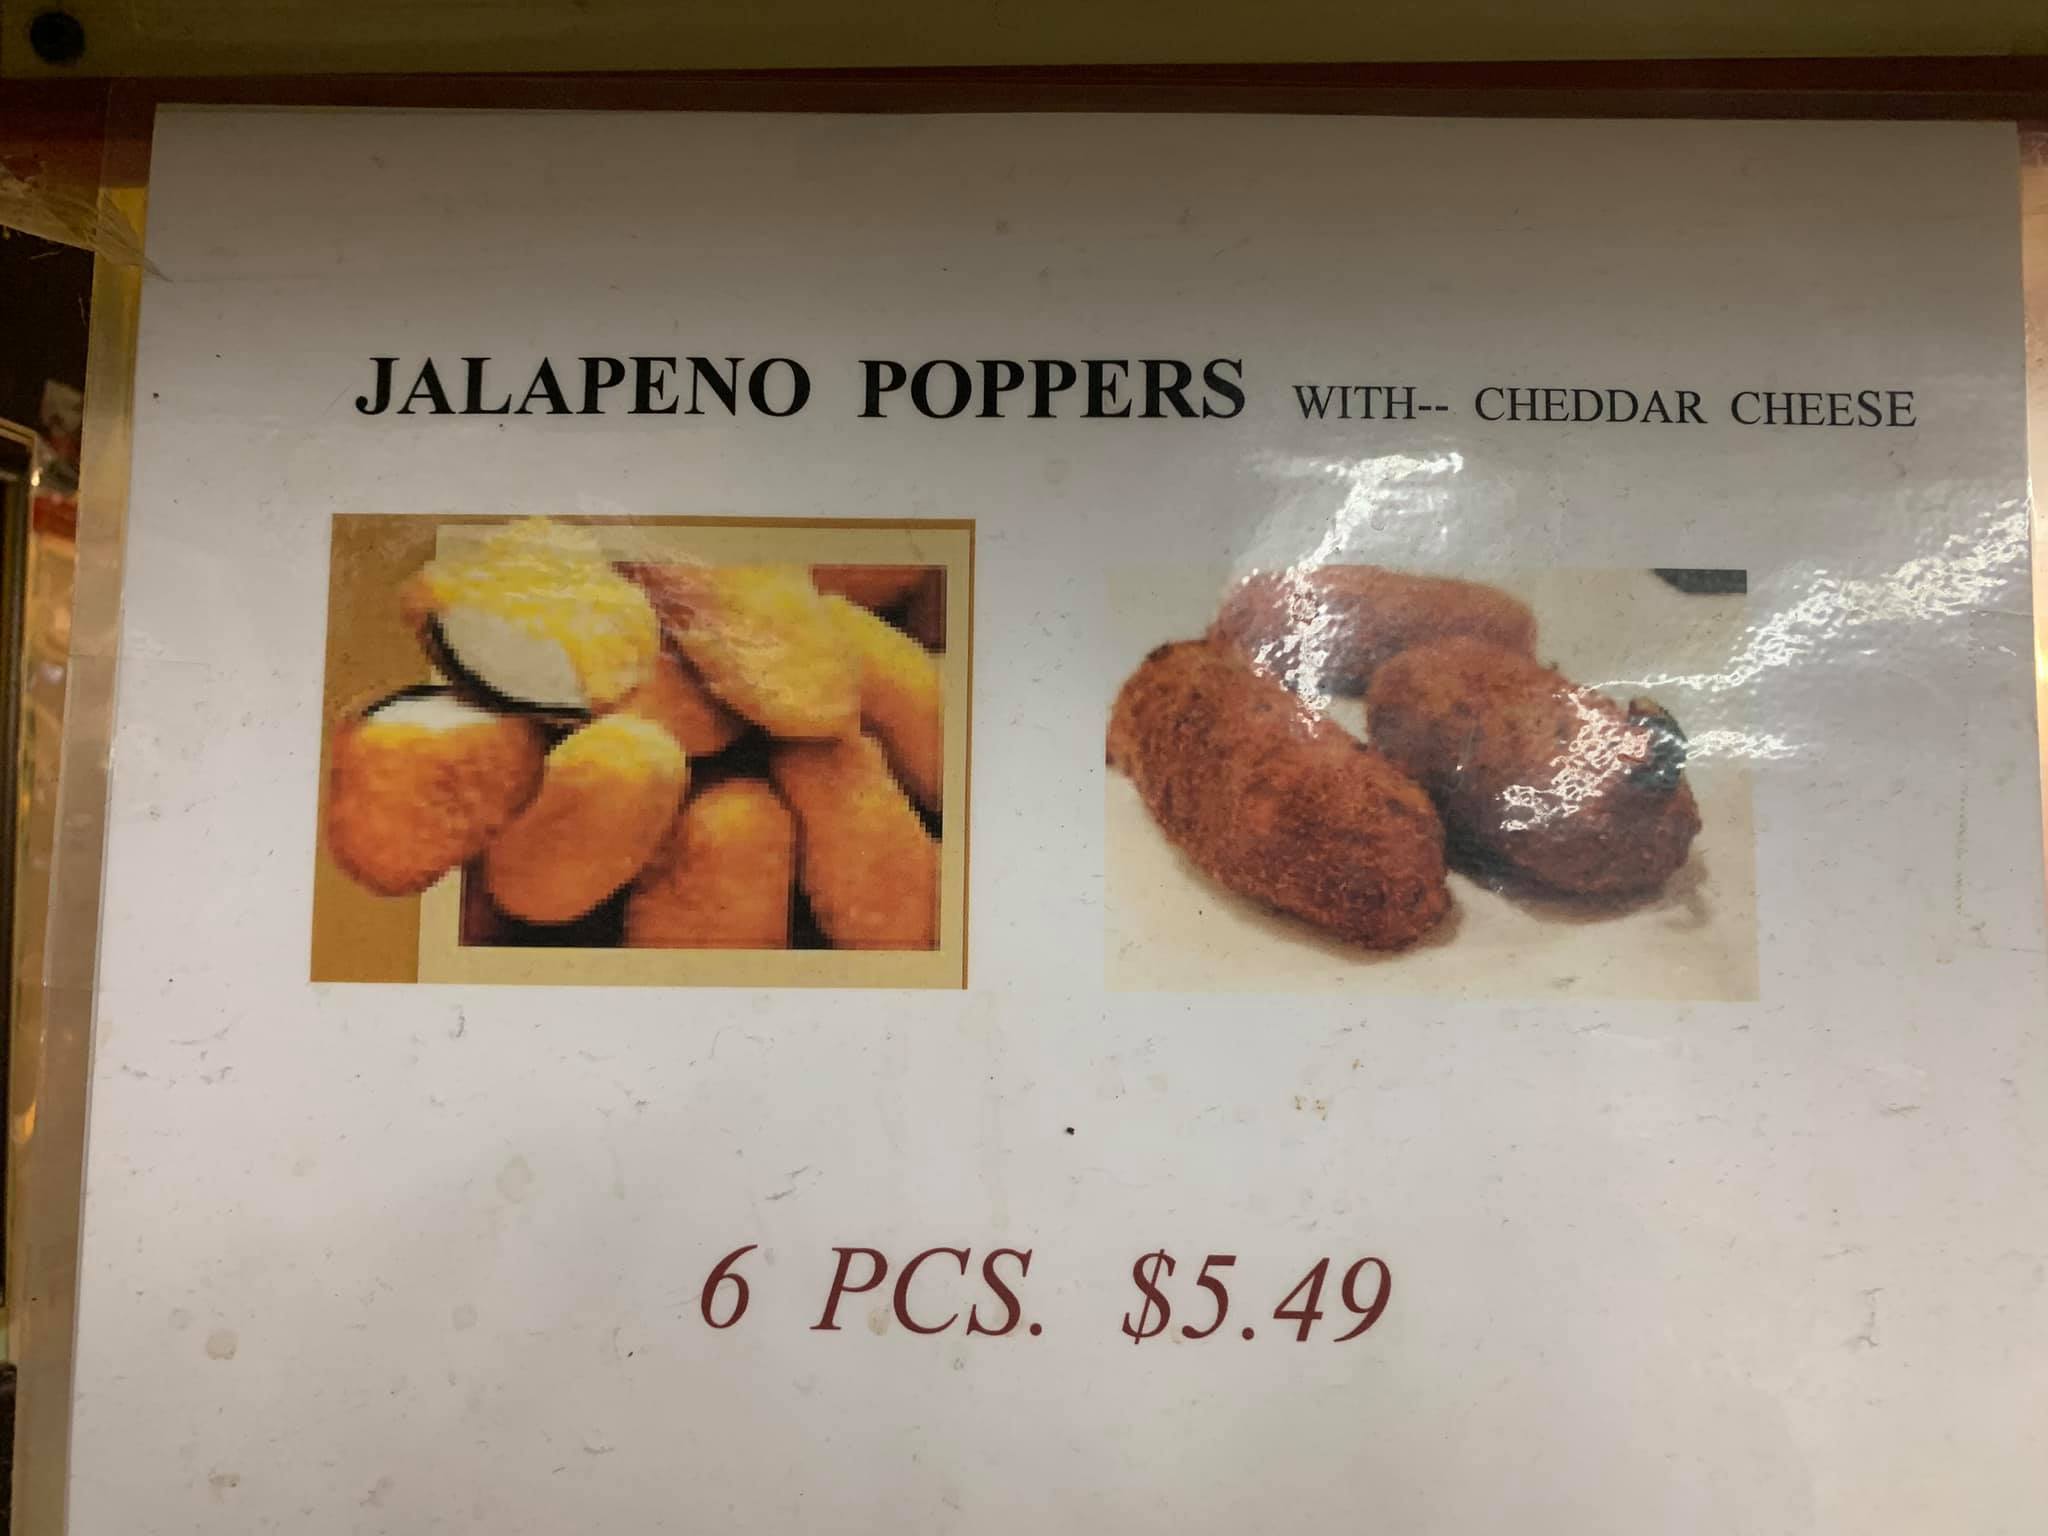 JALAPENO POPPERS WITH-- CHEDDAR CHEESE
6 PCS. $5.49